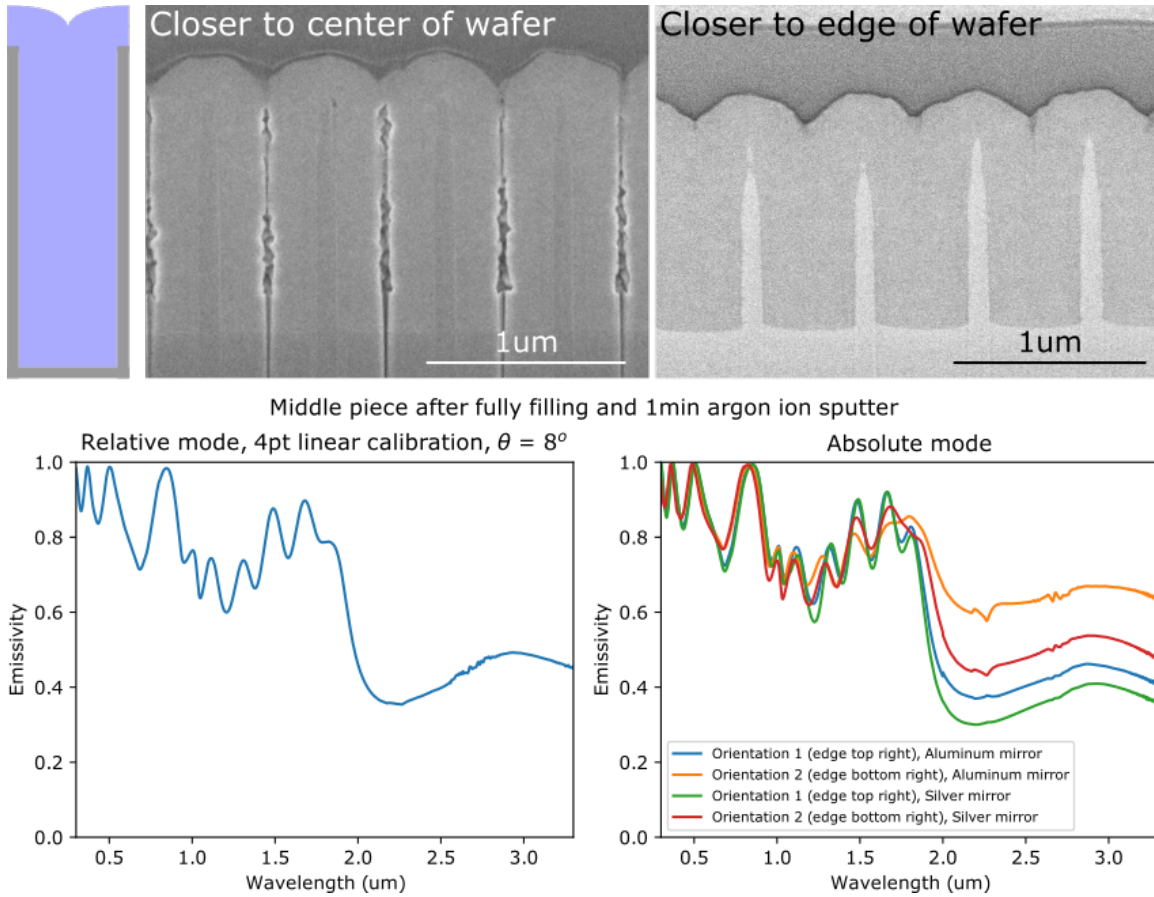 Closer to center of wafer
Closer to edge of wafer
1um
1um
Middle piece after fully filling and 1min argon ion sputter
Relative mode, 4pt linear calibration, θ = 8°
Absolute mode
1.0
0.8
0.6
0.4
0.2
0.0
Emissivity
0.5
1.0
1.5
2.0
2.5
3.0
Wavelength (um)
1.0
0.8
0.6
0.4
0.2
0.0
Emissivity
Orientation 1 (edge top right), Aluminum mirror
Orientation 2 (edge bottom right), Aluminum mirror
Orientation 1 (edge top right), Silver mirror
Orientation 2 (edge bottom right), Silver mirror
0.5
1.0
1.5
2.0
2.5
3.0
Wavelength (um)